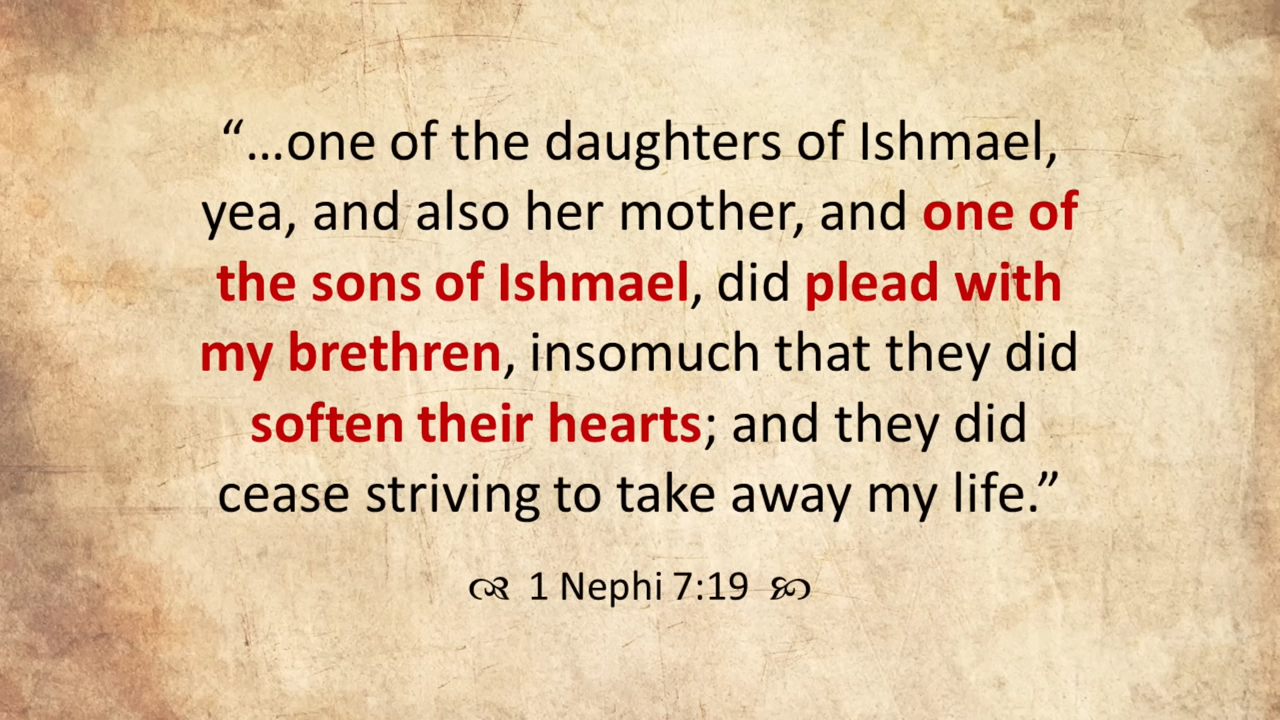 “…one of the daughters of Ishmael,
yea, and also her mother, and one of
the sons of Ishmael, did plead with
my brethren, insomuch that they did
soften their hearts; and they did
cease striving to take away my life.”
1 Nephi 7:19